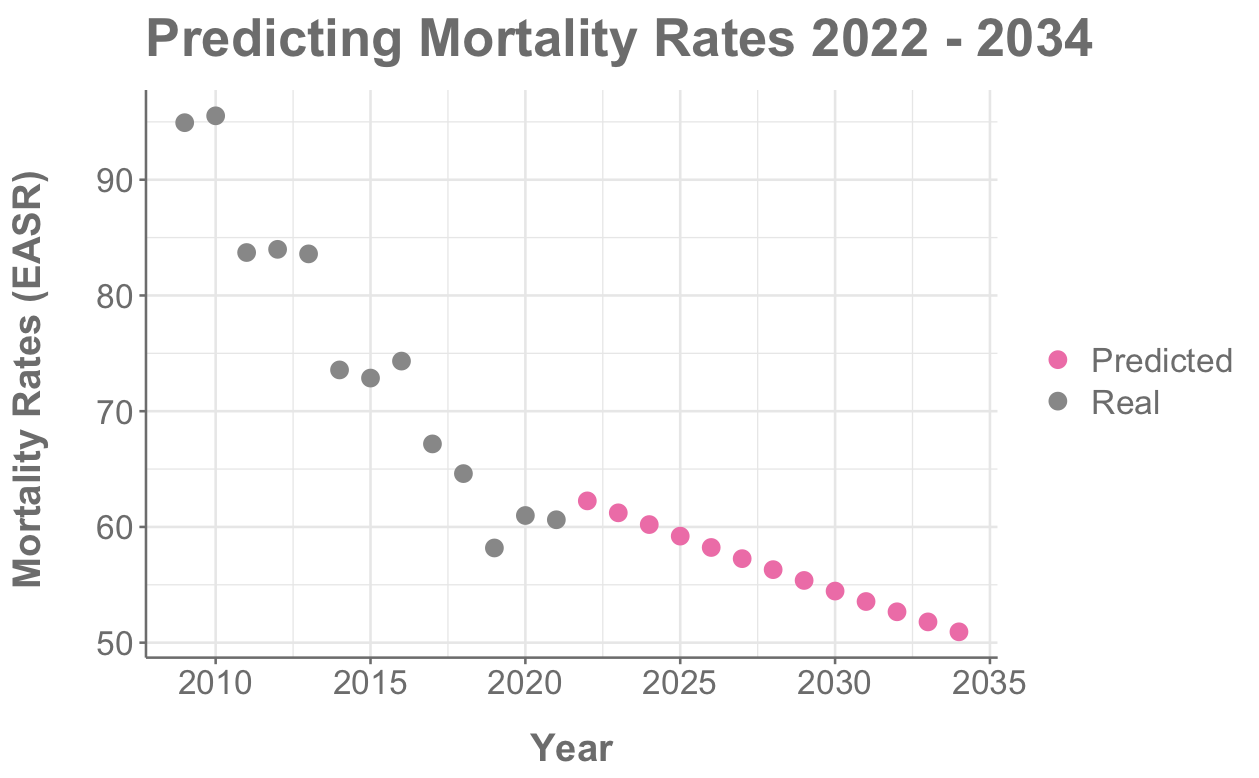 Predicting Mortality Rates 2022 - 2034
Mortality Rates (EASR)
90
80
70
60
50
2010 2015 2020 2025 2030 2035
Year
Predicted
Real